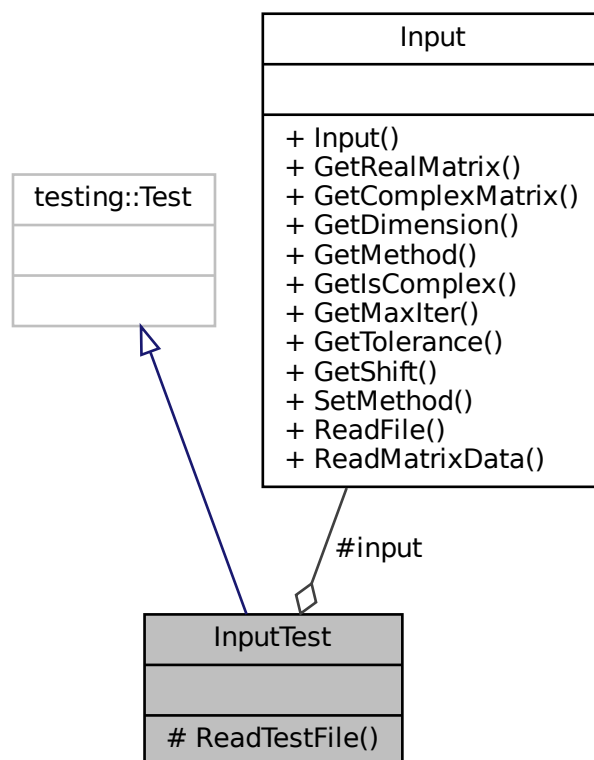 Input
+ Input()
+ GetRealMatrix()
+ GetComplexMatrix()
+ GetDimension()
+ GetMethod()
+ GetIsComplex()
+ GetMaxIter()
+ GetTolerance()
+ GetShift()
+ SetMethod()
+ ReadFile()
+ ReadMatrixData()
testing::Test
#input
InputTest
# ReadTestFile()